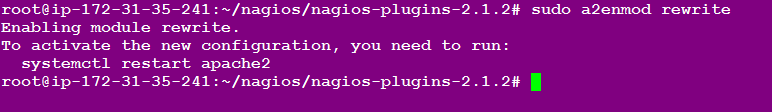 root@ip-172-31-35-241:~/nagios/nagios-plugins-2.1.2# sudo a2enmod rewrite
Enabling module rewrite.
To activate the new configuration, you need to run:
  systemctl restart apache2
root@ip-172-31-35-241:~/nagios/nagios-plugins-2.1.2#